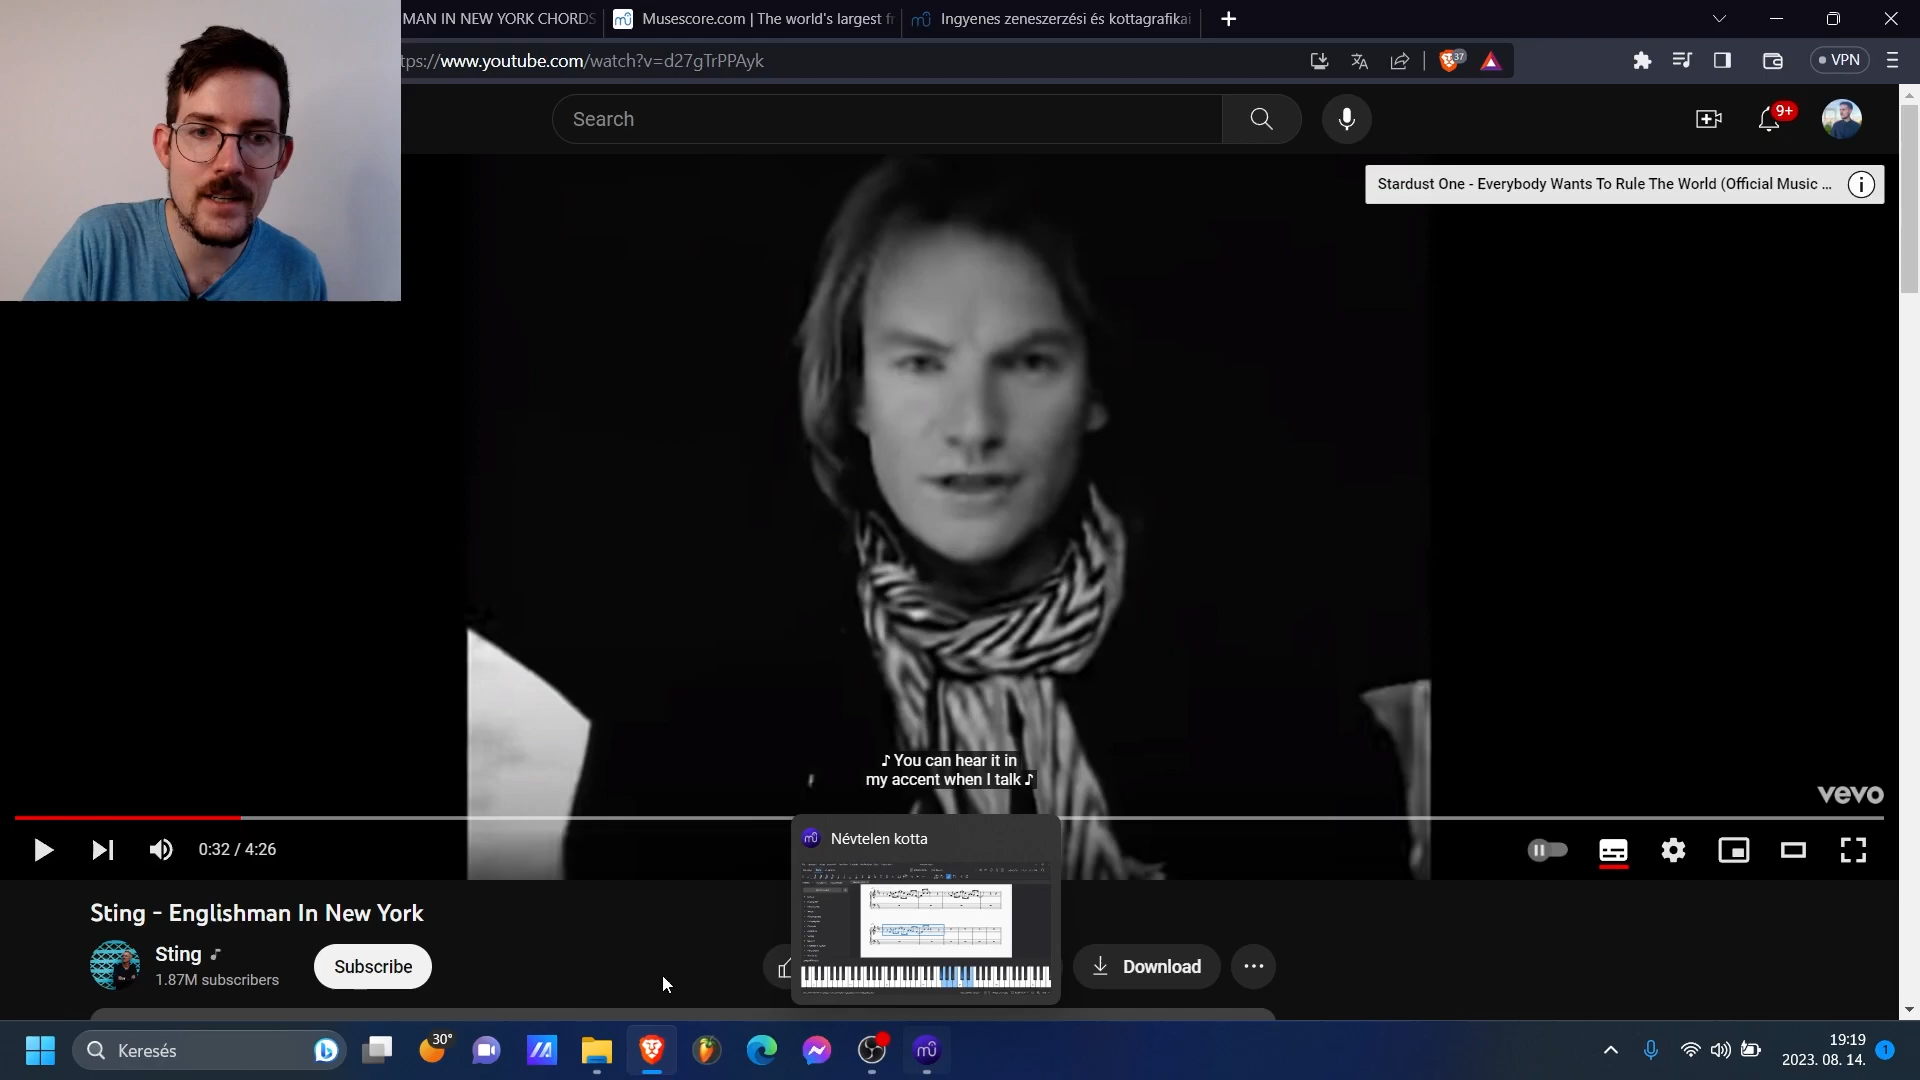 MAN IN NEW YORK CHORDS
Musescore.com | The world's largest fr
Ingyenes zeneszerzési és kottagrafikai
tps://www.youtube.com/watch?v=d27gTrPPAyk
37
VPN
Search
9+
Stardust One - Everybody Wants To Rule The World (Official Music ...
♪ You can hear it in
my accent when I talk ♪
vevo
Névtelen kotta
0:32 / 4:26
Sting - Englishman In New York
Sting
1.87M subscribers
Subscribe
Download
Keresés
30°
19:19
2023. 08. 14.
1